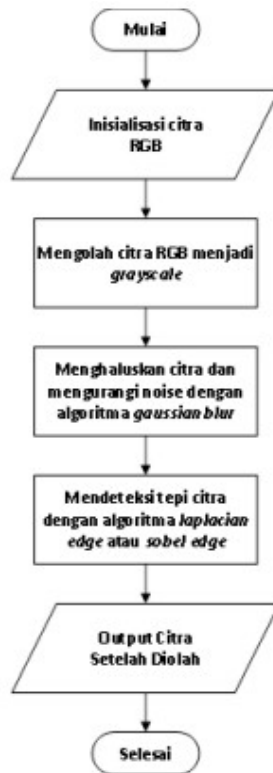 Mulai
Inisialisasi citra
RGB
Mengolah citra RGB menjadi
grayscale
Menghaluskan citra dan
mengurangi noise dengan
algoritma gaussian blur
Mendeteksi tepi citra
dengan algoritma laplacian
edge atau sobel edge
Output Citra
Setelah Diolah
Selesai